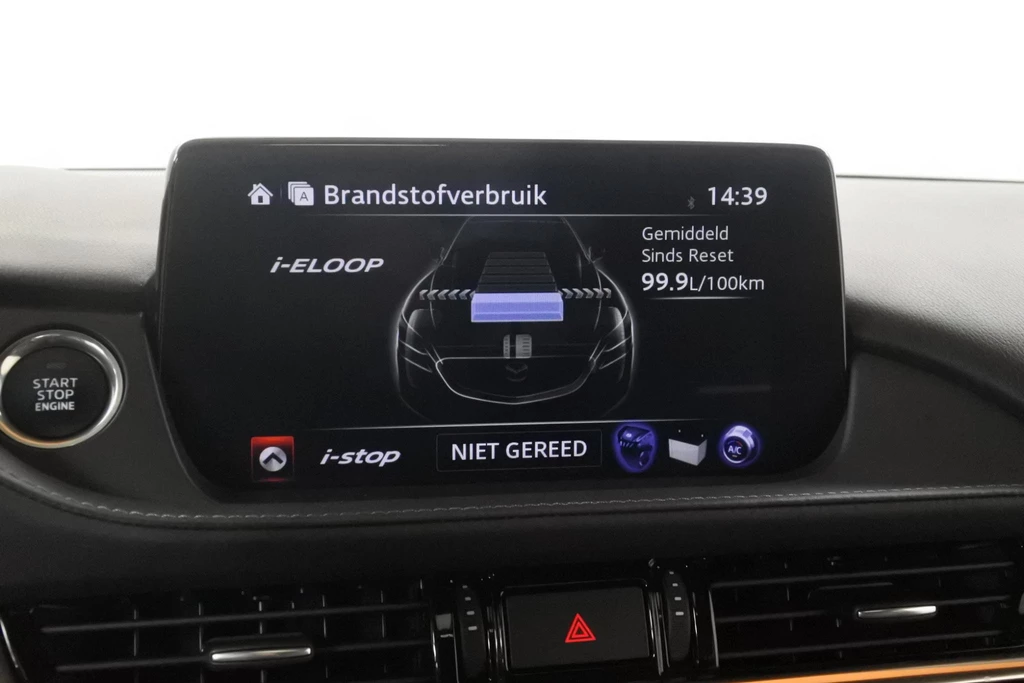 A Brandstofverbruik 14:39
i-ELOOP
Gemiddeld
Sinds Reset
99.9L/100km
START
STOP
ENGINE
i-stop NIET GEREED A/C